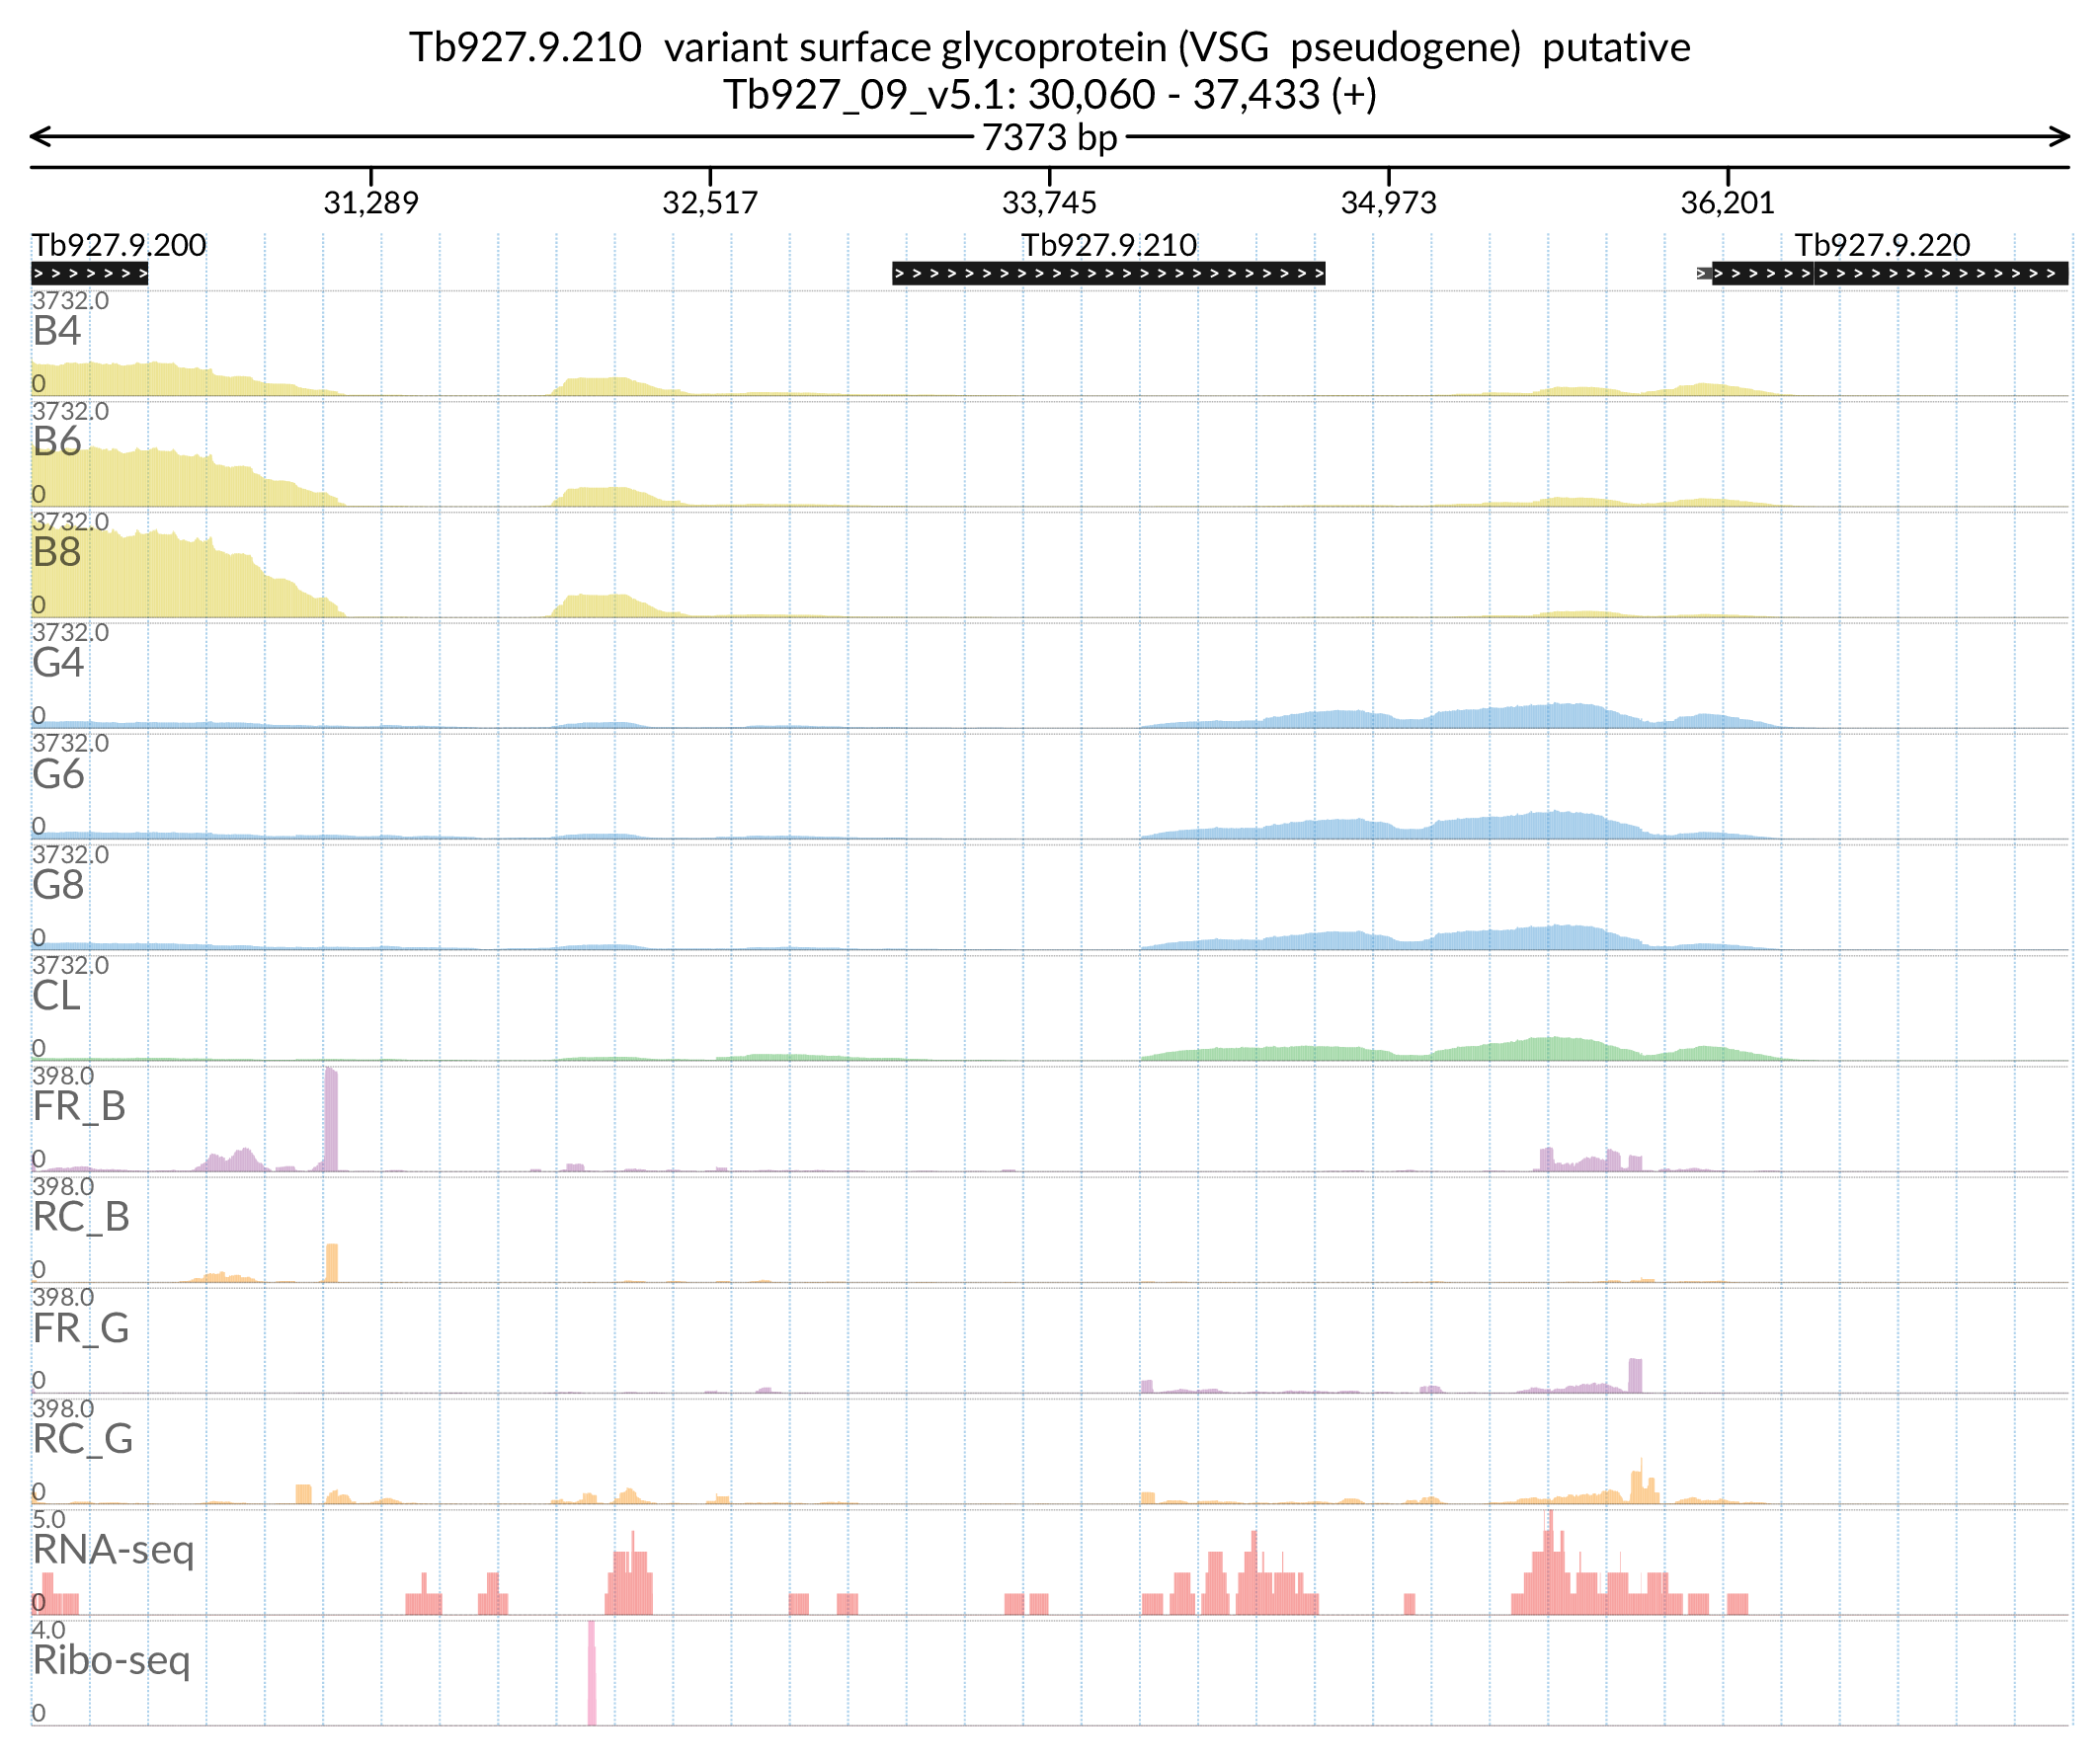 Tb927.9.210 variant surface glycoprotein (VSG pseudogene) putative
Tb927_09_v5.1: 30,060 - 37,433 (+)
7373 bp
31,289 32,517 33,745 34,973 36,201
Tb927.9.200 Tb927.9.210 Tb927.9.220
3732.0
B4
0
3732.0
B6
0
3732.0
B8
0
3732.0
G4
0
3732.0
G6
0
3732.0
G8
0
3732.0
CL
0
398.0
FR_B
0
398.0
RC_B
0
398.0
FR_G
0
398.0
RC_G
0
5.0
RNA-seq
0
4.0
Ribo-seq
0